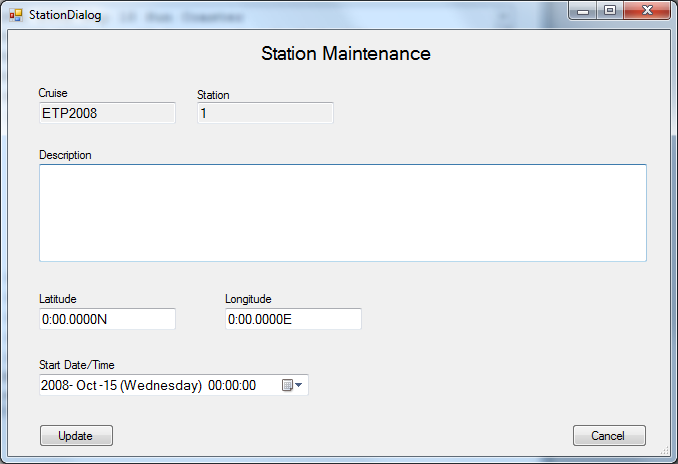 StationDialog
Station Maintenance
Cruise
Station
ETP2008
1
Description
Latitude
Longitude
0:00.0000N
0:00.0000E
Start Date/Time
2008- Oct -15 (Wednesday)  00:00:00
Update
Cancel